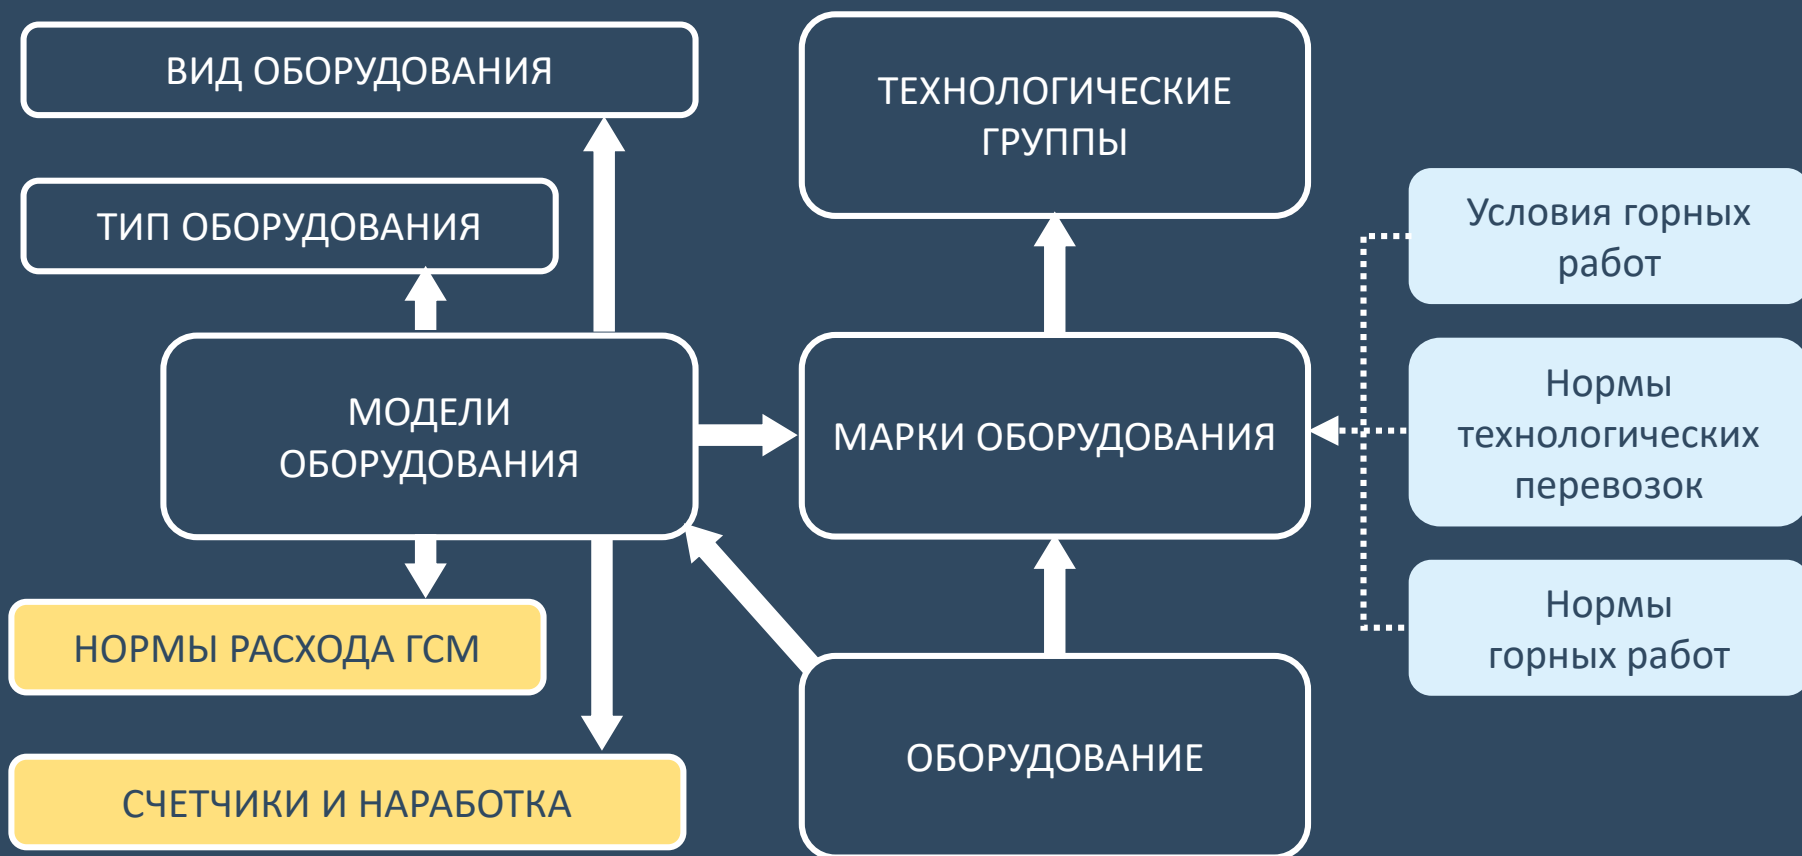 ВИД ОБОРУДОВАНИЯ
ТИП ОБОРУДОВАНИЯ
МОДЕЛИ
ОБОРУДОВАНИЯ
НОРМЫ РАСХОДА ГСМ
СЧЕТЧИКИ И НАРАБОТКА
ТЕХНОЛОГИЧЕСКИЕ
ГРУППЫ
МАРКИ ОБОРУДОВАНИЯ
ОБОРУДОВАНИЕ
Условия горных
работ
Нормы
технологических
перевозок
Нормы
горных работ